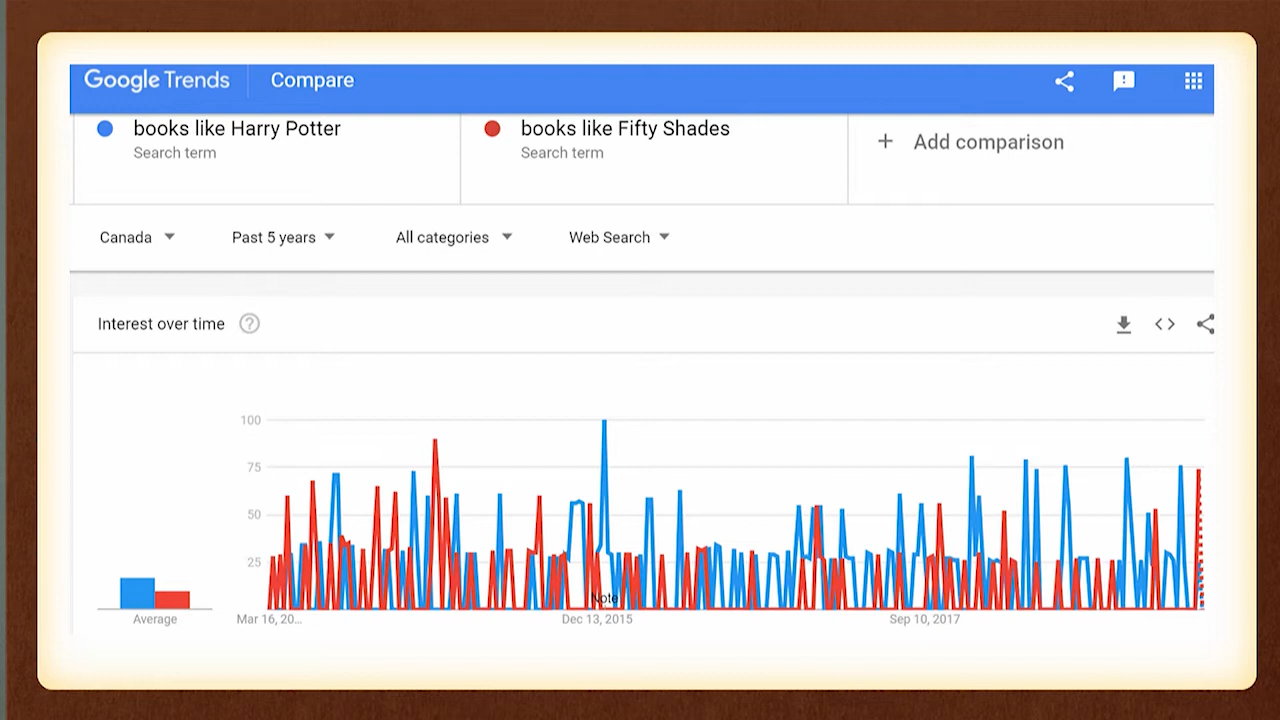 Google Trends Compare
books like Harry Potter
Search term
books like Fifty Shades
Search term
+ Add comparison
Canada Past 5 years All categories Web Search
Interest over time ?
100
75
50
25
Note
Average
Mar 16, 20... Dec 13, 2015 Sep 10, 2017